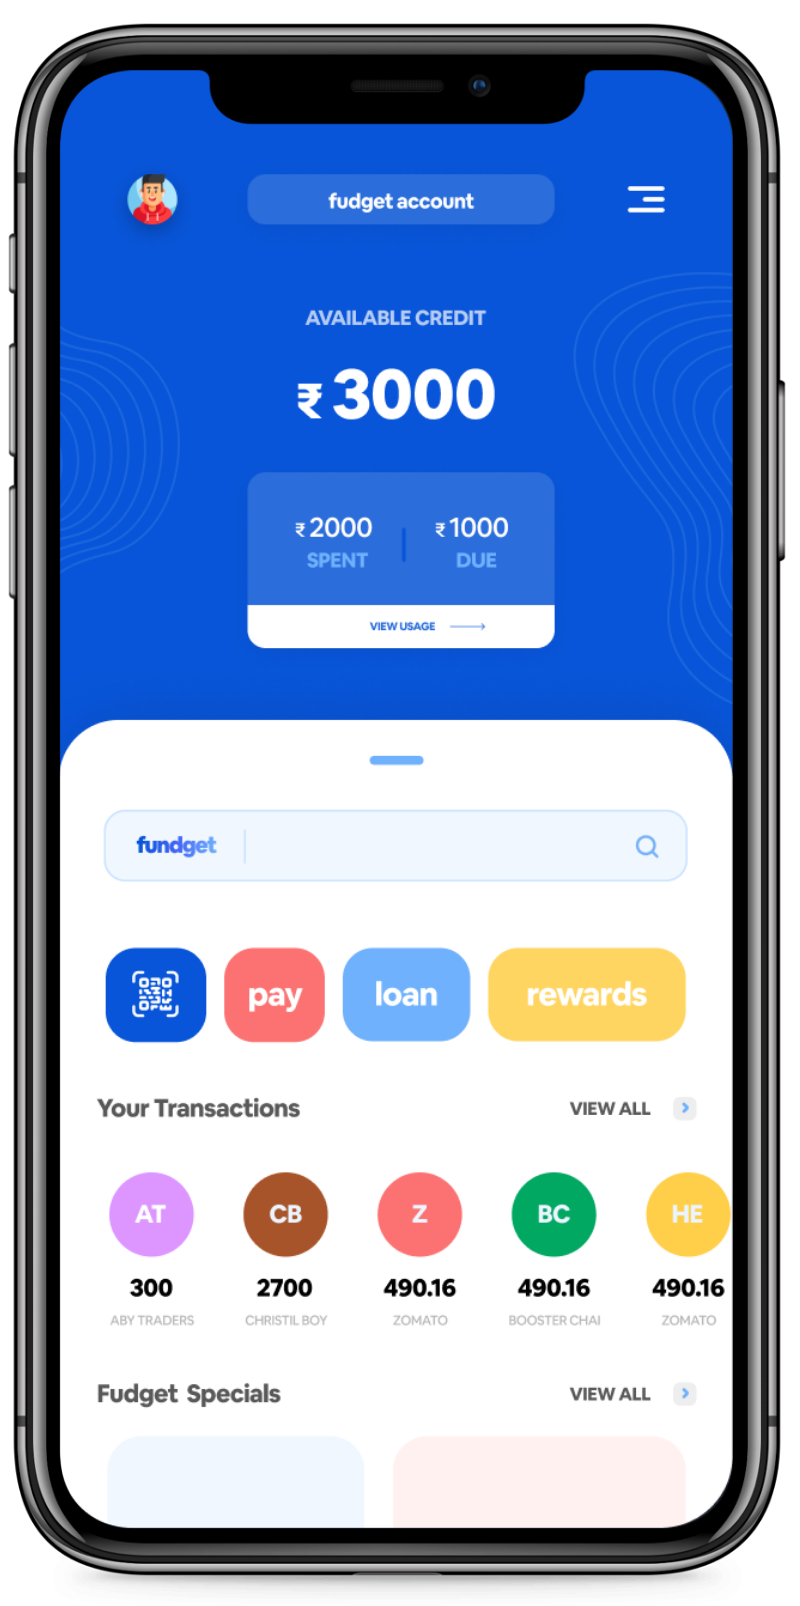 fudget account
AVAILABLE CREDIT
₹3000
₹2000 ₹1000
SPENT DUE
VIEW USAGE
fundget
pay loan rewards
Your Transactions VIEW ALL
AT CB Z BC HE
300 2700 490.16 490.16 490.16
ABY TRADERS CHRISTIL BOY ZOMATO BOOSTER CHAI ZOMATO
Fudget Specials VIEW ALL